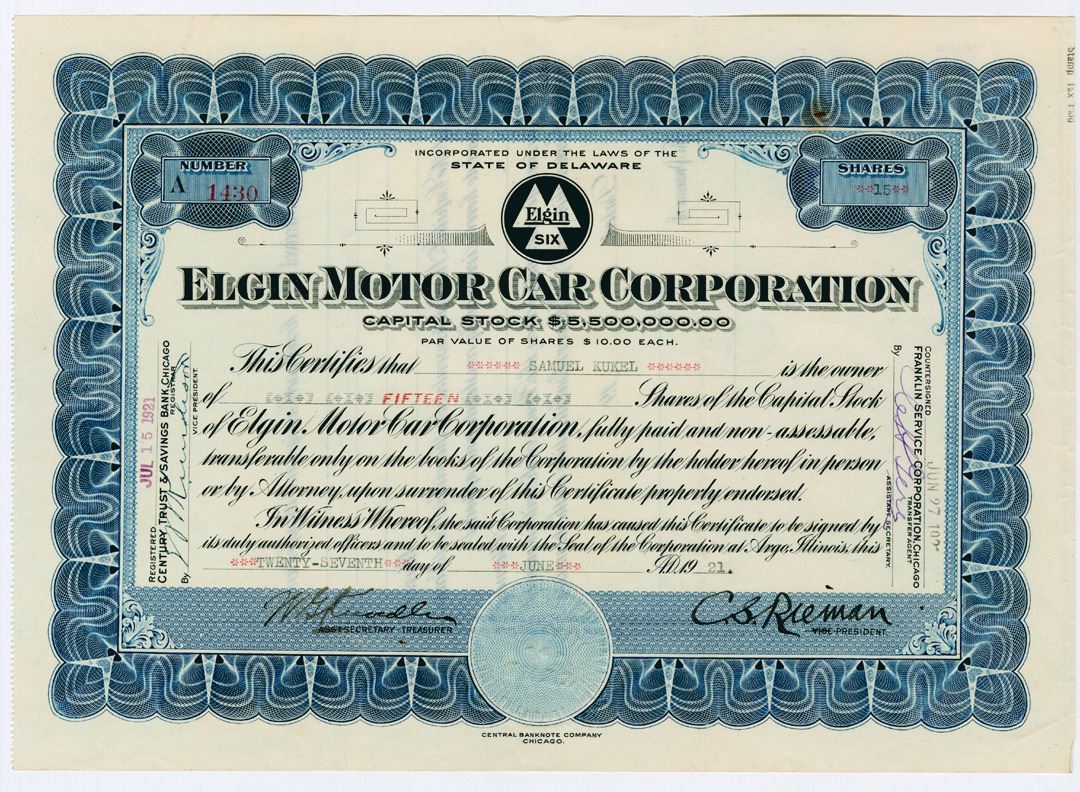 Stamp Tax Paid
NUMBER
A 1430
INCORPORATED UNDER THE LAWS OF THE
STATE OF DELAWARE
SHARES
**15**
Elgin
SIX
ELGIN MOTOR CAR CORPORATION
CAPITAL STOCK $5,500,000.00
PAR VALUE OF SHARES $10.00 EACH.
This Certifies that ****** SAMUEL KUKEL ****** is the owner
of FIFTEEN Shares of the Capital Stock
of Elgin Motor Car Corporation, fully paid and non-assessable,
transferable only on the books of the Corporation by the holder hereof in person
or by Attorney, upon surrender of this Certificate properly endorsed.
In Witness Whereof, the said Corporation has caused this Certificate to be signed by
its duly authorized officers and to be sealed with the Seal of the Corporation at Argo, Illinois, this
***TWENTY-SEVENTH*** day of ***JUNE*** A.D. 19 21.
ASST SECRETARY-TREASURER
C.S. Rieman
VICE-PRESIDENT
JUL 15 1921
REGISTERED
CENTURY TRUST & SAVINGS BANK, CHICAGO
REGISTRAR
By
VICE PRESIDENT.
COUNTERSIGNED
FRANKLIN SERVICE CORPORATION, CHICAGO
TRANSFER AGENT
By
ASSISTANT SECRETARY.
JUN 27
CENTRAL BANKNOTE COMPANY
CHICAGO.